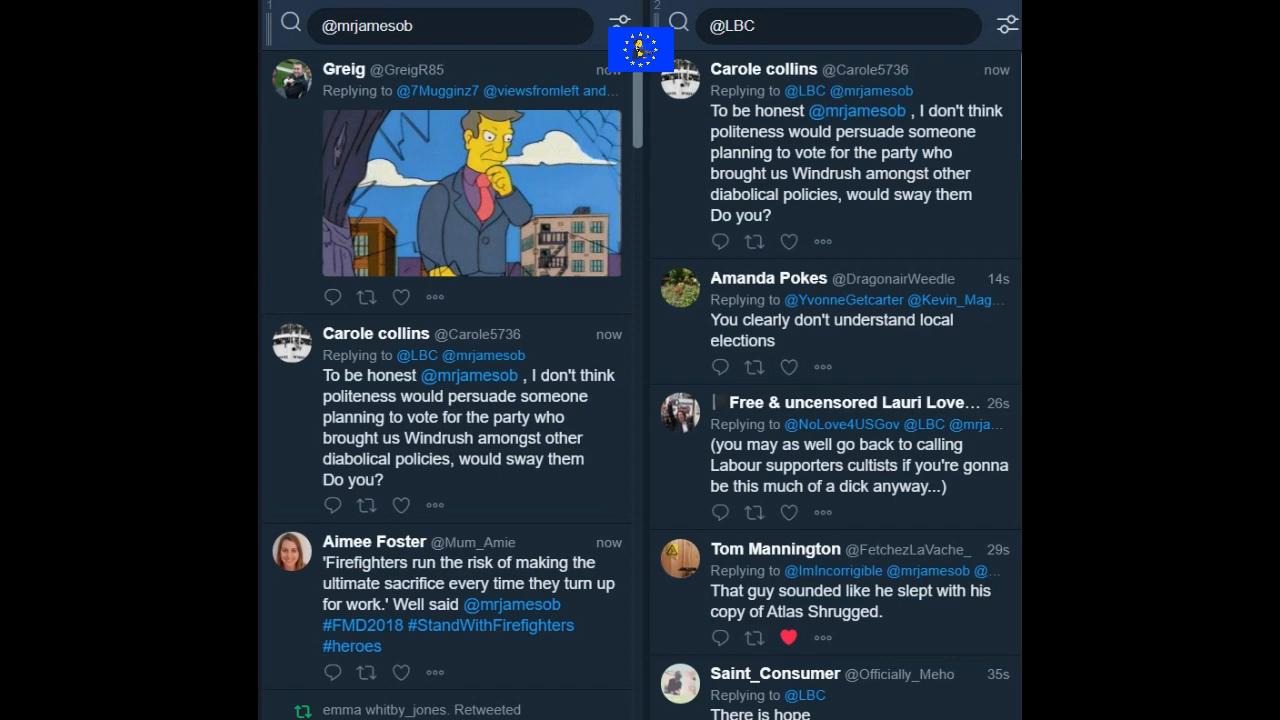 1
@mrjamesob
Greig @GreigR85 now
Replying to @7Mugginz7 @viewsfromleft and...
Carole collins @Carole5736 now
Replying to @LBC @mrjamesob
To be honest @mrjamesob , I don't think
politeness would persuade someone
planning to vote for the party who
brought us Windrush amongst other
diabolical policies, would sway them
Do you?
Aimee Foster @Mum_Amie now
'Firefighters run the risk of making the
ultimate sacrifice every time they turn up
for work.' Well said @mrjamesob
#FMD2018 #StandWithFirefighters
#heroes
emma whitby_jones. Retweeted
2
@LBC
Carole collins @Carole5736 now
Replying to @LBC @mrjamesob
To be honest @mrjamesob , I don't think
politeness would persuade someone
planning to vote for the party who
brought us Windrush amongst other
diabolical policies, would sway them
Do you?
Amanda Pokes @DragonairWeedle 14s
Replying to @YvonneGetcarter @Kevin_Mag...
You clearly don't understand local
elections
Free & uncensored Lauri Love... 26s
Replying to @NoLove4USGov @LBC @mrja...
(you may as well go back to calling
Labour supporters cultists if you're gonna
be this much of a dick anyway...)
Tom Mannington @FetchezLaVache_ 29s
Replying to @ImIncorrigible @mrjamesob @...
That guy sounded like he slept with his
copy of Atlas Shrugged.
Saint_Consumer @Officially_Meho 35s
Replying to @LBC
There is hope